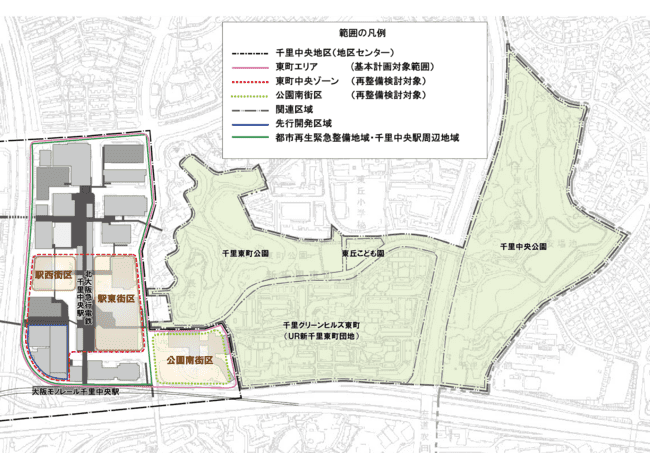 範囲の凡例
千里中央地区(地区センター)
東町エリア (基本計画対象範囲)
東町中央ゾーン (再整備検討対象)
公園南街区 (再整備検討対象)
関連区域
先行開発区域
都市再生緊急整備地域・千里中央駅周辺地域
千里中央公園
千里東町公園
東丘こども園
駅西街区
北大阪急行電鉄
千里中央駅
駅東街区
千里グリーンヒルズ東町
(UR新千里東町団地)
公園南街区
大阪モノレール千里中央駅